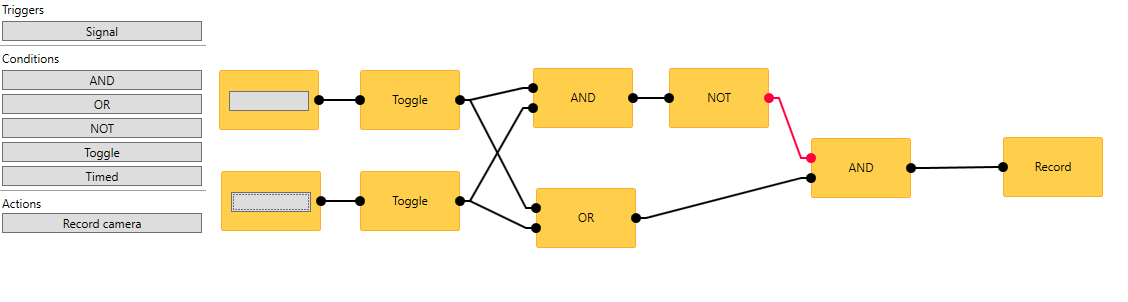 Triggers
Signal
Conditions
AND
OR
NOT
Toggle
Timed
Actions
Record camera
Toggle
AND
NOT
AND
Record
Toggle
OR